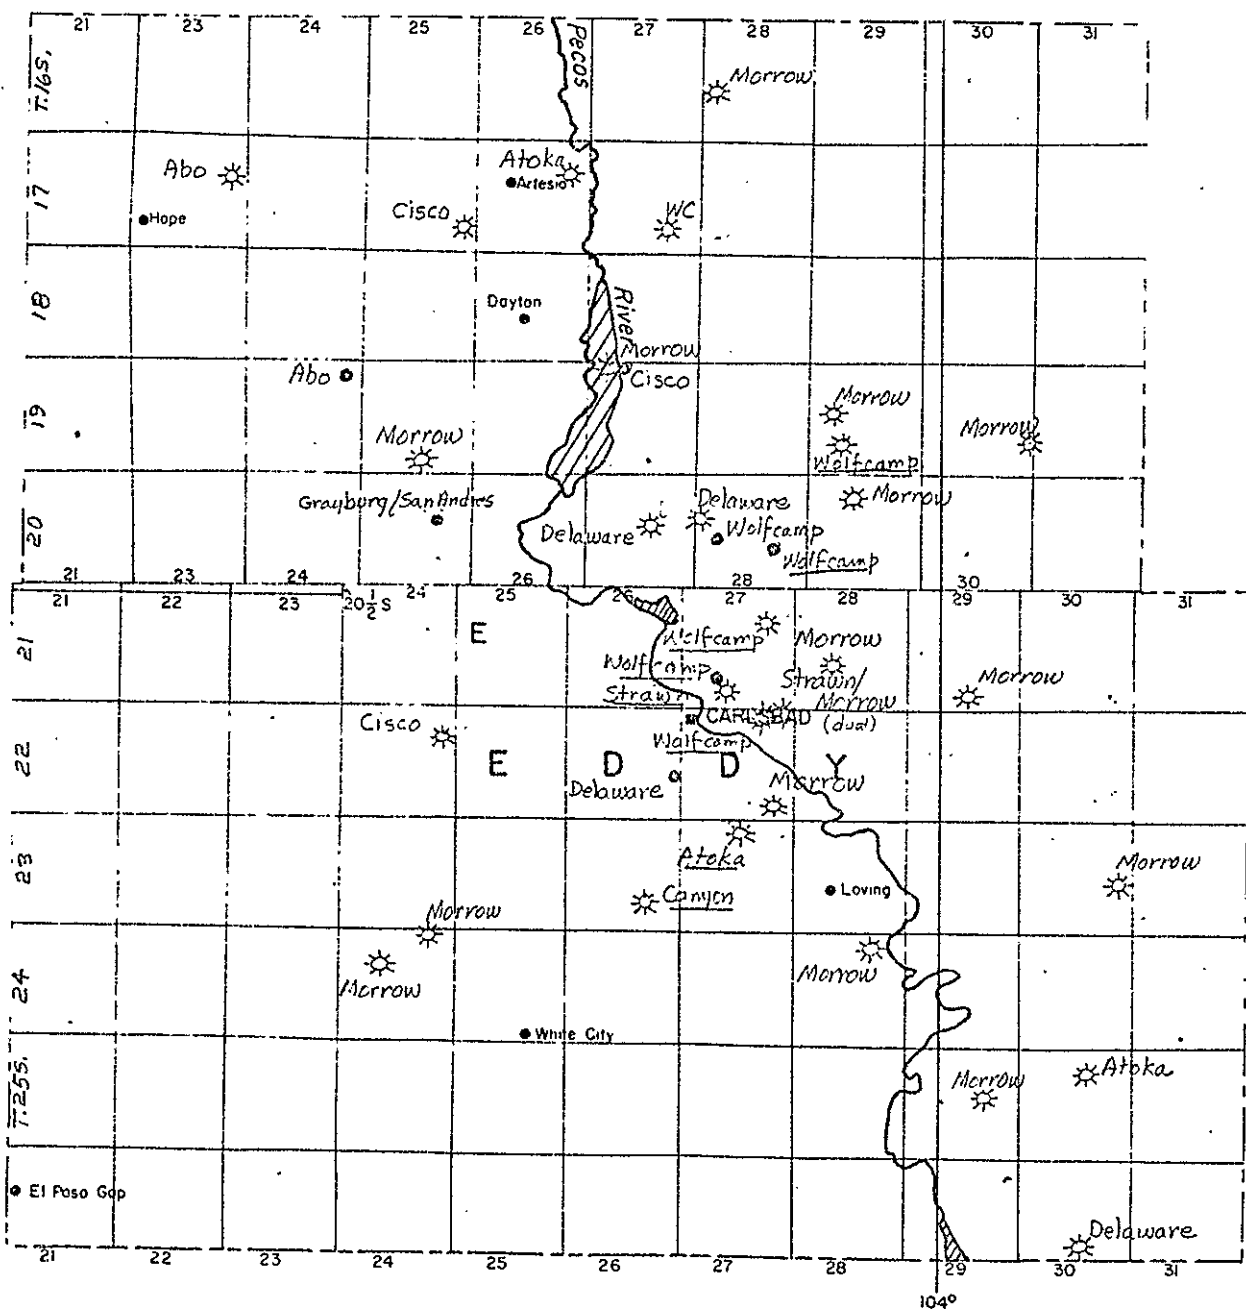 21 23 24 25 27 28 29 30 31
T.16S.
Pecos
Morrow
Abo
Atoka
Artesia
17
Hope
Cisco
WC
18
Dayton
River
Morrow
Abo
Cisco
19
Morrow
Morrow
Morrow
Wolfcamp
Grayburg/San Andres
Delaware
Morrow
20
Delaware
Wolfcamp
Wolfcamp
21 23 24 26 28 30
21 22 23 20 1/2 S 24 25 26 27 28 29 30 31
21
E
Wolfcamp
Morrow
Wolfcamp
Strawn/
Morrow
Straw
Morrow
CARLSBAD
(dual)
Cisco
Wolfcamp
22
E D D Y
Delaware
Morrow
Atoka
23
Morrow
Canyon
Loving
Morrow
24
Morrow
Morrow
White City
T.25S.
Morrow
Atoka
El Paso Gap
Delaware
21 22 23 24 25 26 27 28 29 30 31
104°